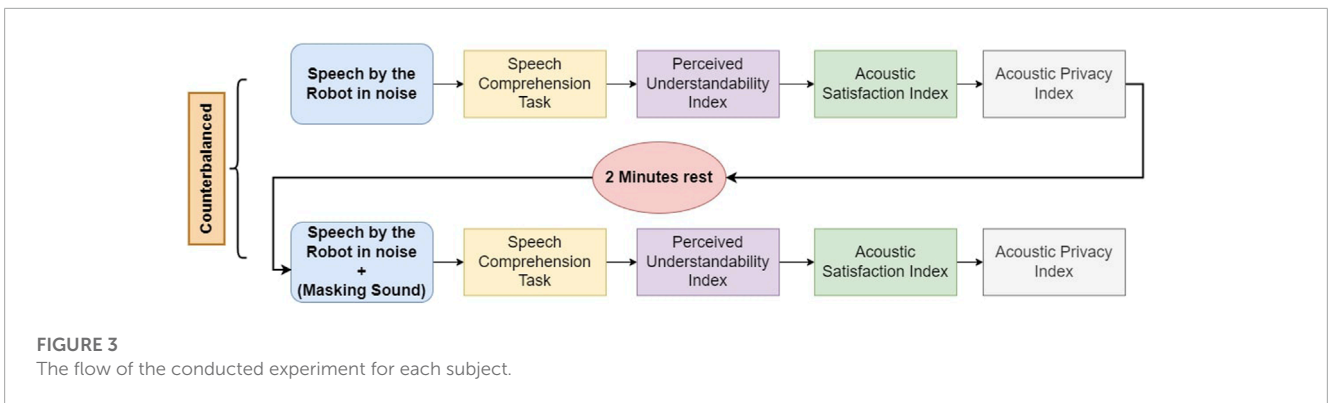 Counterbalanced
Speech by the
Robot in noise
Speech
Comprehension
Task
Perceived
Understandability
Index
Acoustic
Satisfaction Index
Acoustic Privacy
Index
2 Minutes rest
Speech by the
Robot in noise
+
(Masking Sound)
Speech
Comprehension
Task
Perceived
Understandability
Index
Acoustic
Satisfaction Index
Acoustic Privacy
Index
FIGURE 3
The flow of the conducted experiment for each subject.